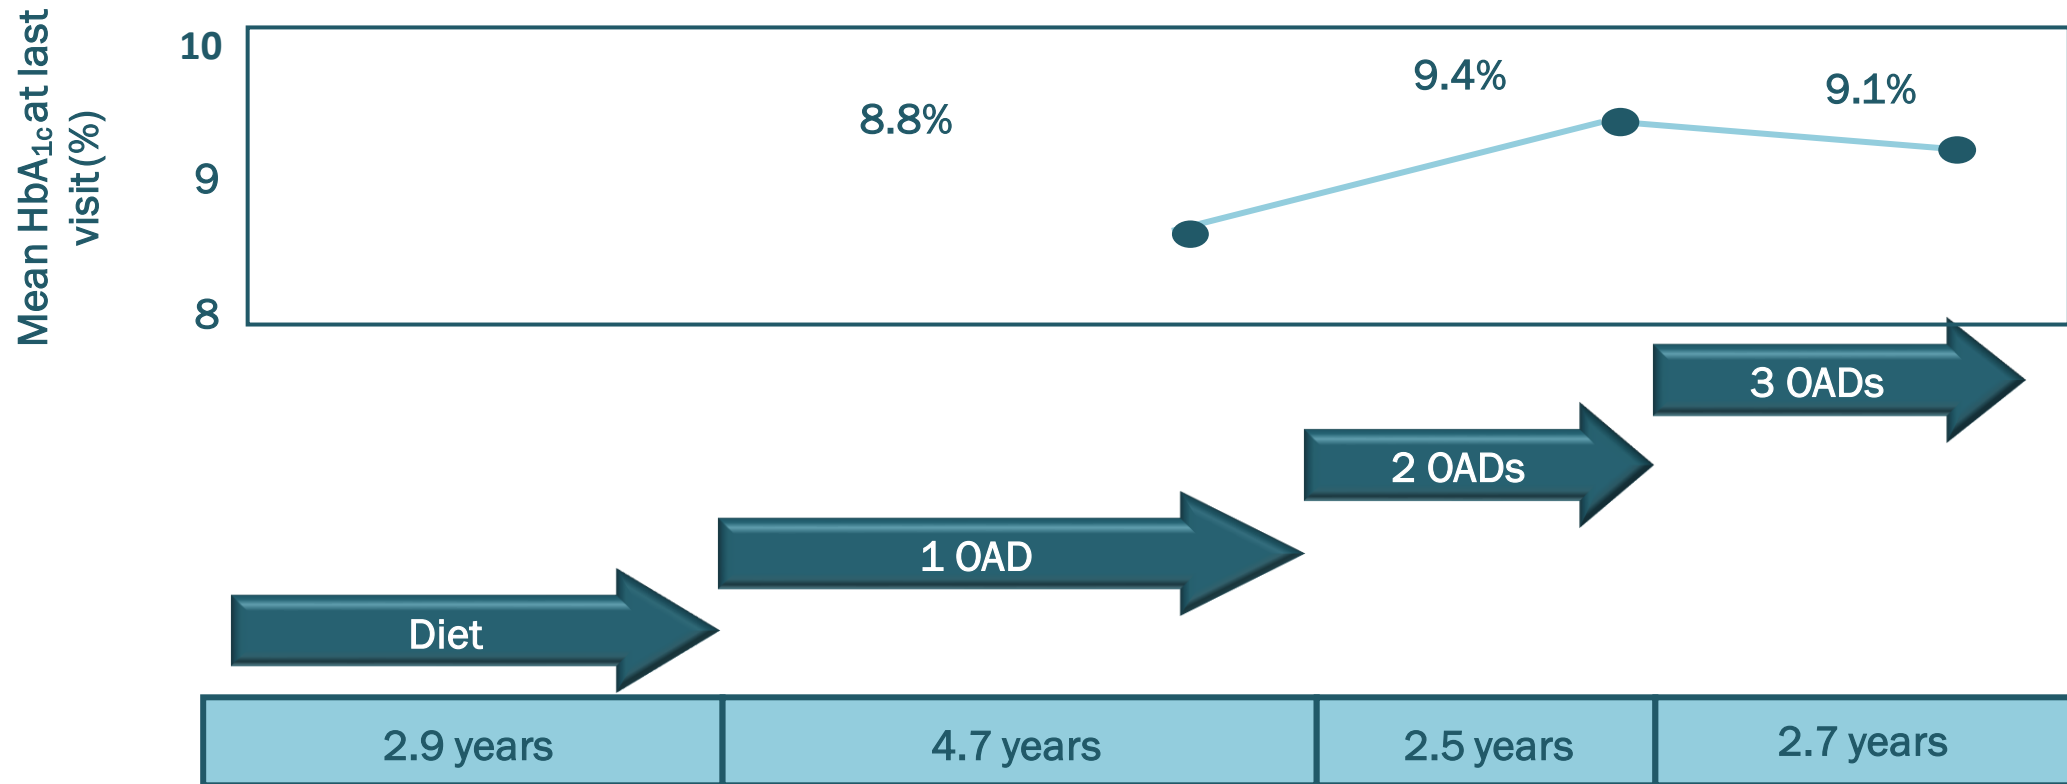 Mean HbA1c at last
visit (%)
10
9
8
8.8%
9.4%
9.1%
3 OADs
2 OADs
1 OAD
Diet
2.9 years
4.7 years
2.5 years
2.7 years